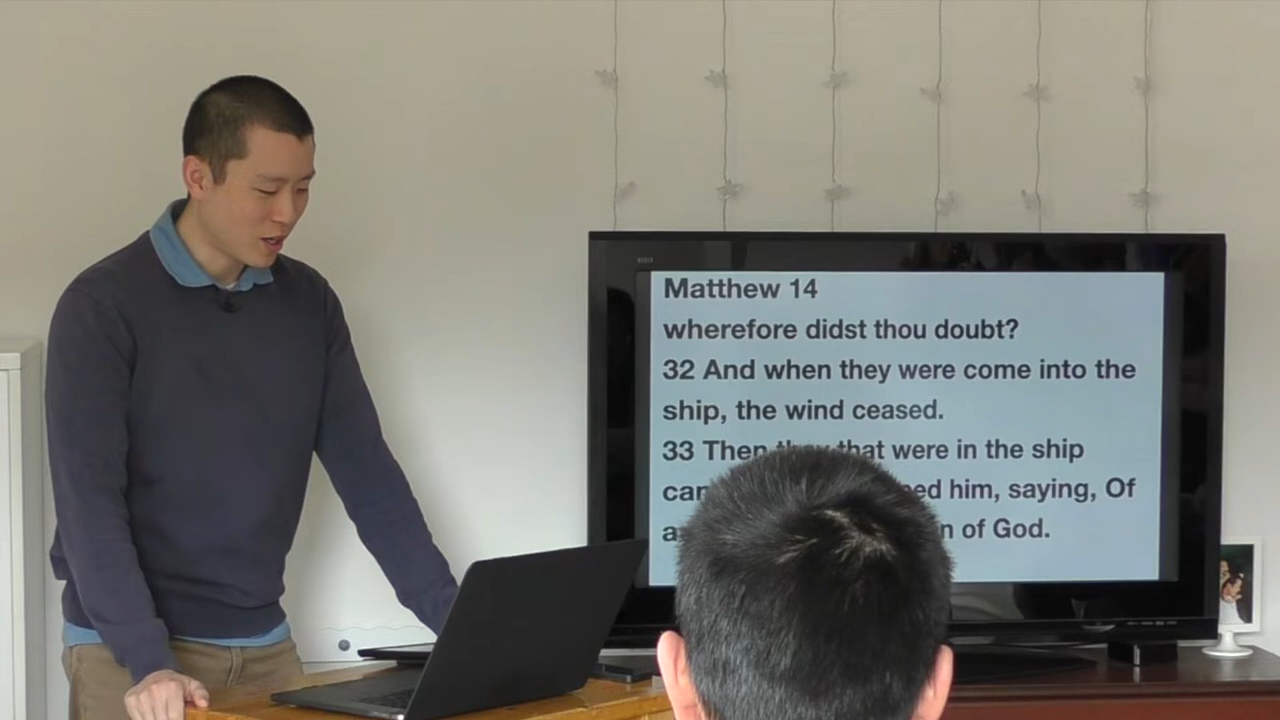 Matthew 14
wherefore didst thou doubt?
32 And when they were come into the
ship, the wind ceased.
33 Then they that were in the ship
him, saying, Of
of God.